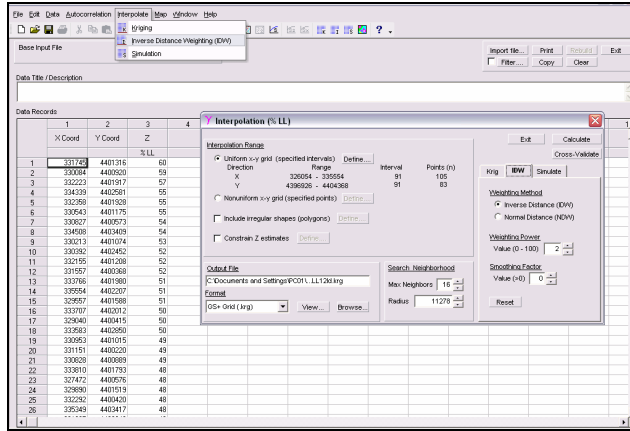 File Edit Data Autocorrelation Interpolate Map Window Help
Kriging
Inverse Distance Weighting (IDW)
Simulation
Base Input File
Import file... Print Rebuild Exit
Filter.... Copy Clear
Data Title / Description
Data Records
1 2 3 4
X Coord Y Coord Z
%LL
1 331745 4401316 60
2 330084 4400920 59
3 332223 4401917 57
4 334339 4402581 55
5 332358 4401928 55
6 330543 4401175 55
7 330827 4400573 54
8 334508 4403409 54
9 330213 4401074 53
10 330392 4402452 52
11 332155 4401208 52
12 331557 4400368 52
13 333766 4401980 51
14 335554 4402207 51
15 329557 4401588 51
16 333707 4402012 50
17 329040 4400415 50
18 333583 4402850 50
19 330953 4401015 49
20 331151 4400220 49
21 330828 4400889 49
22 333810 4401793 48
23 327472 4400576 48
24 329890 4401519 48
25 332292 4400420 48
26 335349 4403417 48
Interpolation (% LL)
Interpolation Range
Uniform x-y grid (specified intervals) Define...
Direction Range Interval Points (n)
X 326054 - 335554 91 105
Y 4396926 - 4404368 91 83
Nonuniform x-y grid (specified points) Define...
Include irregular shapes (polygons) Define...
Constrain Z estimates Define...
Output File
C:\Documents and Settings\PC01\...LL12Id.krg
Format
GS+ Grid (.krg) View... Browse...
Search Neighborhood
Max Neighbors 16
Radius 11278
Exit Calculate
Cross-Validate
Krig IDW Simulate
Weighting Method
Inverse Distance (IDW)
Normal Distance (NDW)
Weighting Power
Value (0 - 100) 2
Smoothing Factor
Value (>0) 0
Reset